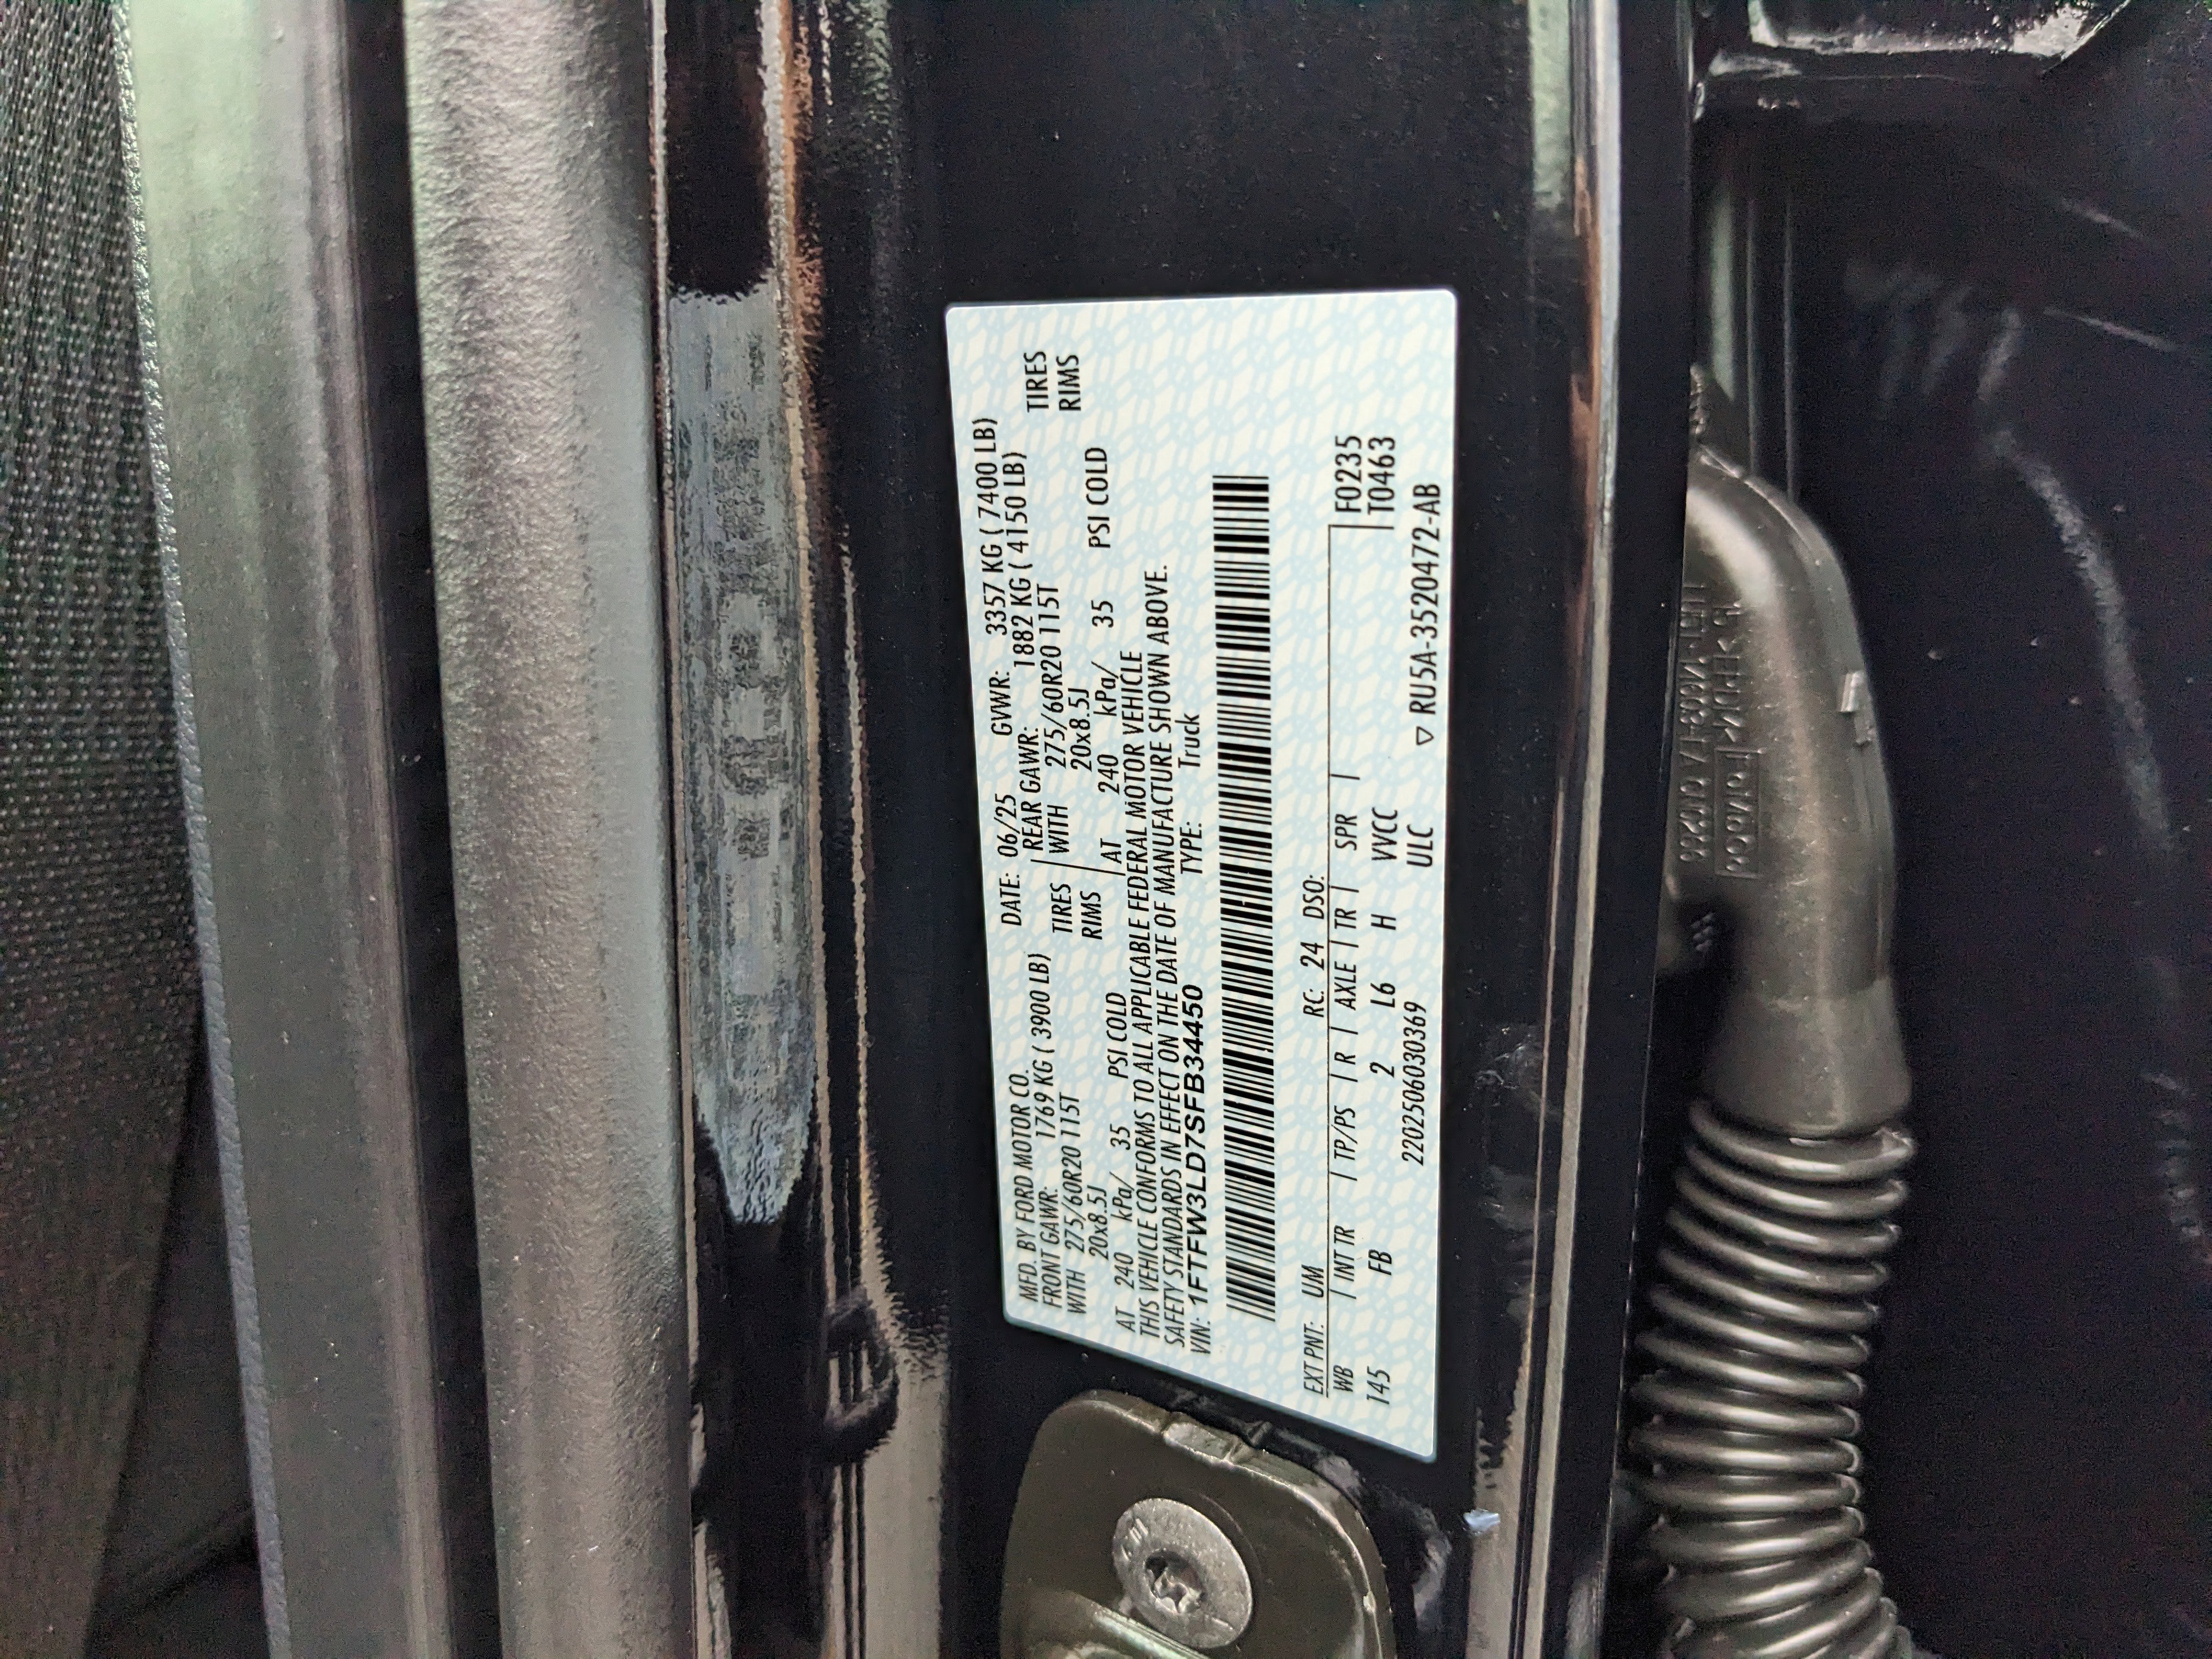 MFD. BY FORD MOTOR CO. DATE: 06/25 GVWR: 3357 KG ( 7400 LB)
FRONT GAWR: 1769 KG ( 3900 LB) REAR GAWR: 1882 KG ( 4150 LB)
WITH 275/60R20 115T TIRES WITH 275/60R20 115T TIRES
20x8.5J RIMS 20x8.5J RIMS
AT 240 kPa/ 35 PSI COLD AT 240 kPa/ 35 PSI COLD
THIS VEHICLE CONFORMS TO ALL APPLICABLE FEDERAL MOTOR VEHICLE
SAFETY STANDARDS IN EFFECT ON THE DATE OF MANUFACTURE SHOWN ABOVE.
VIN: 1FTFW3LD7SFB34450 TYPE: Truck
EXT PNT: UM RC: 24 DSO:
WB | INT TR | TP/PS | R | AXLE | TR | SPR | F0235
145 FB 2 L6 H VVCC T0463
2202506030369 ULC ▽ RU5A-3520472-AB